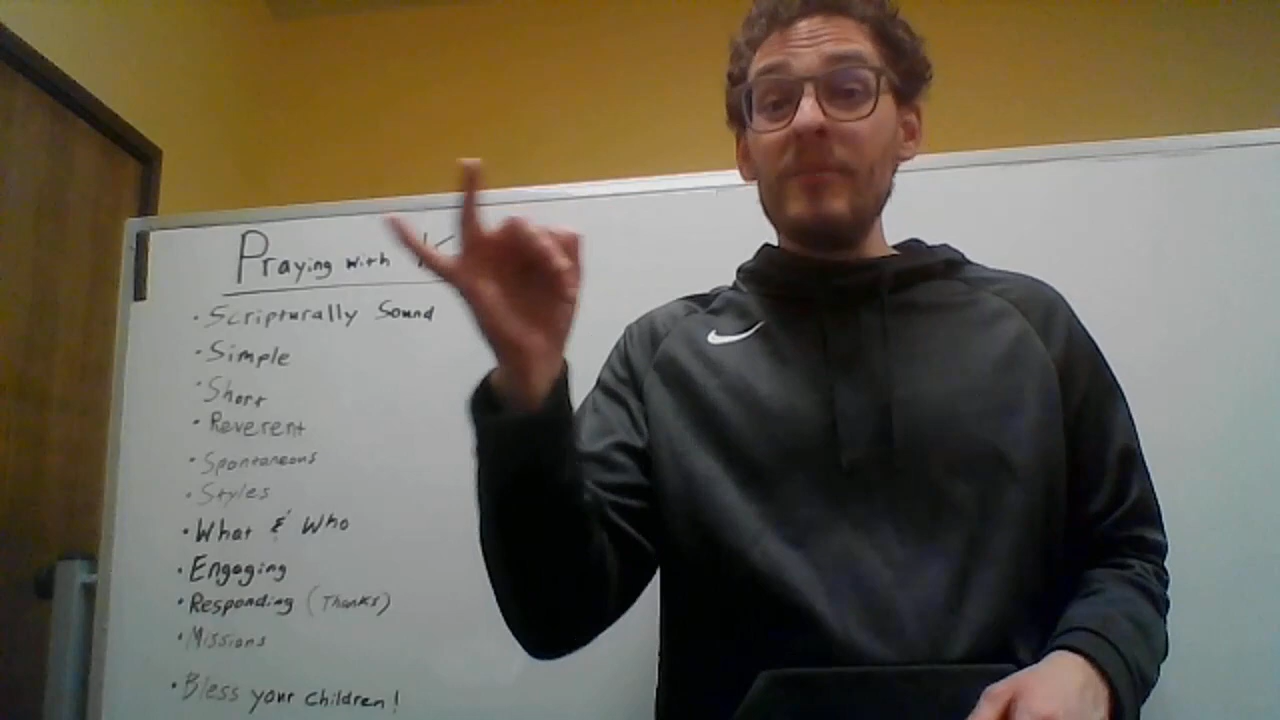 Praying with K
• Scripturally Sound
• Simple
• Short
• Reverent
• Spontaneous
• Styles
• What & Who
• Engaging
• Responding (Thanks)
• Missions
• Bless your children!